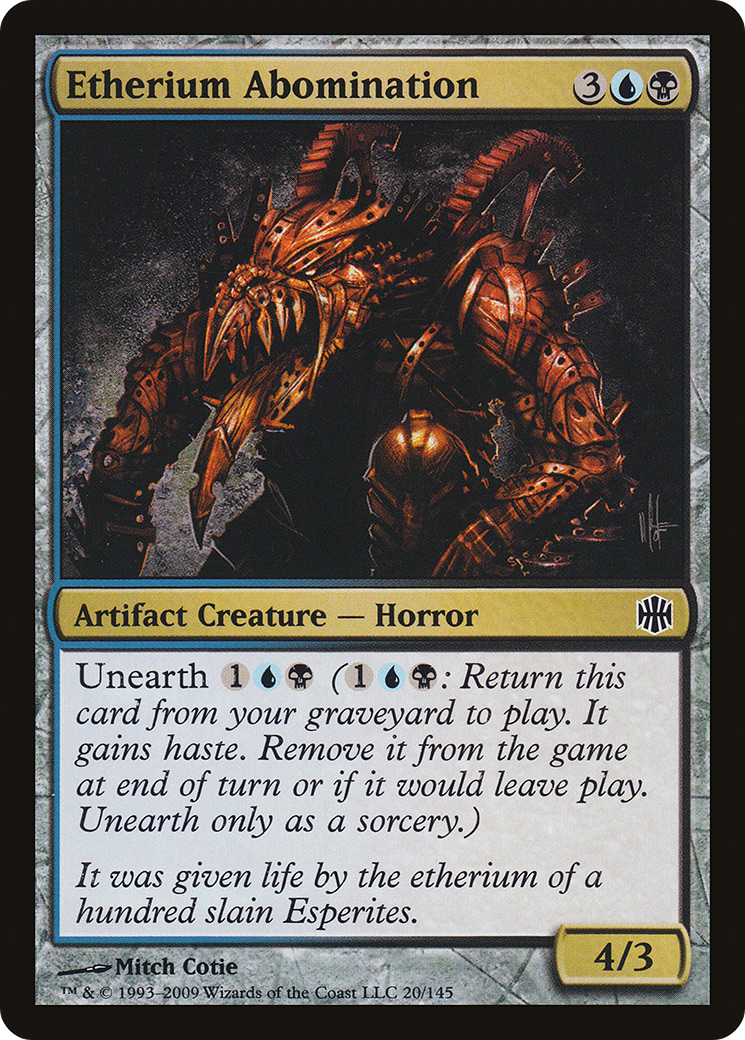 Etherium Abomination 3
Artifact Creature — Horror
Unearth 1 (1 : Return this
card from your graveyard to play. It
gains haste. Remove it from the game
at end of turn or if it would leave play.
Unearth only as a sorcery.)
It was given life by the etherium of a
hundred slain Esperites.
4/3
Mitch Cotie
™ & © 1993–2009 Wizards of the Coast LLC 20/145